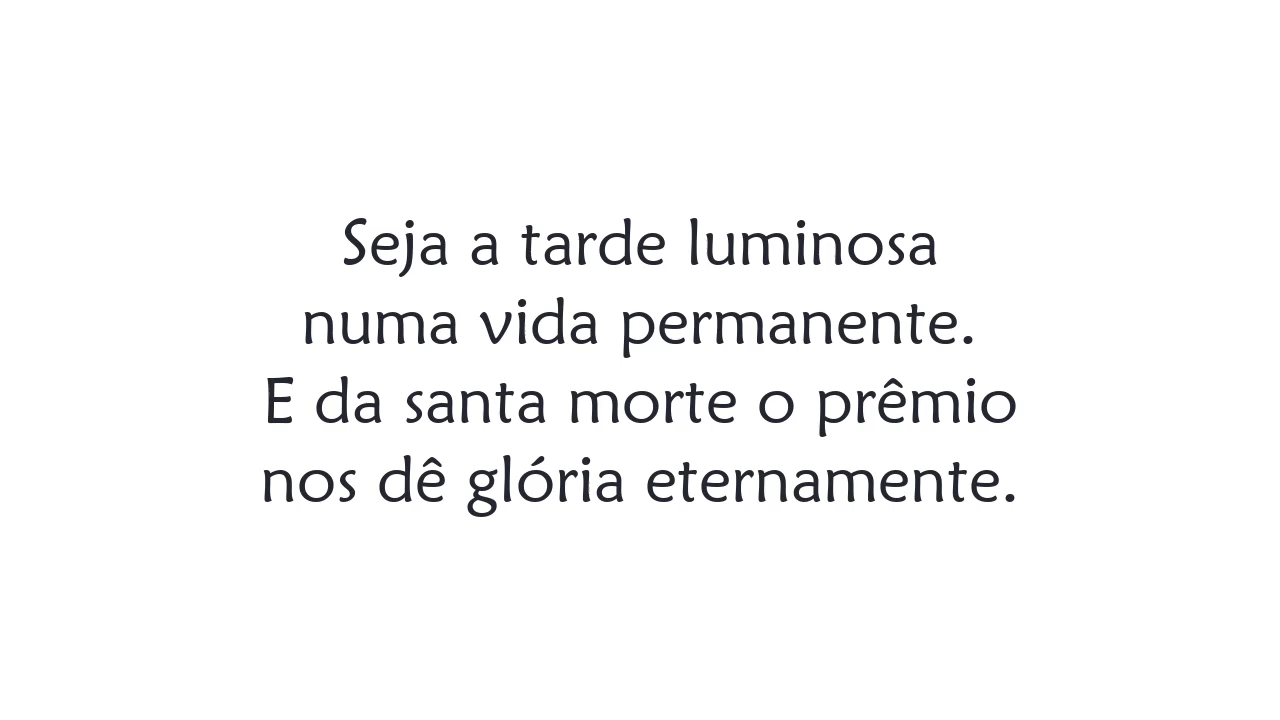 Seja a tarde luminosa
numa vida permanente.
E da santa morte o prêmio
nos dê glória eternamente.